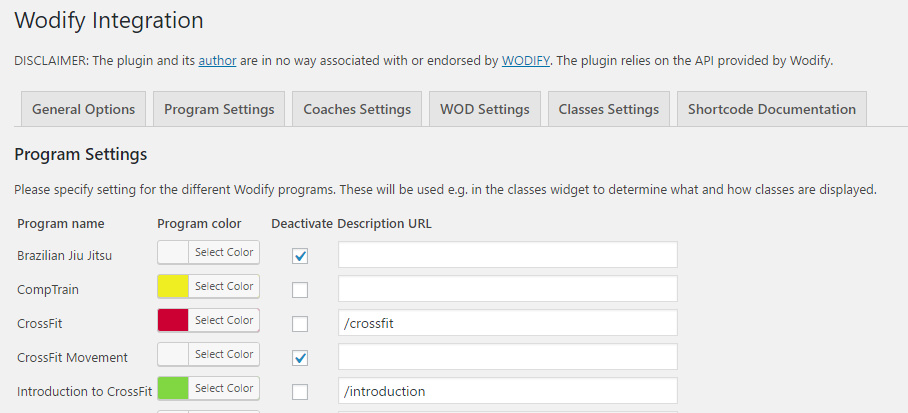 Wodify Integration
DISCLAIMER: The plugin and its author are in no way associated with or endorsed by WODIFY. The plugin relies on the API provided by Wodify.
General Options Program Settings Coaches Settings WOD Settings Classes Settings Shortcode Documentation
Program Settings
Please specify setting for the different Wodify programs. These will be used e.g. in the classes widget to determine what and how classes are displayed.
Program name Program color Deactivate Description URL
Brazilian Jiu Jitsu Select Color
CompTrain Select Color
CrossFit Select Color /crossfit
CrossFit Movement Select Color
Introduction to CrossFit Select Color /introduction